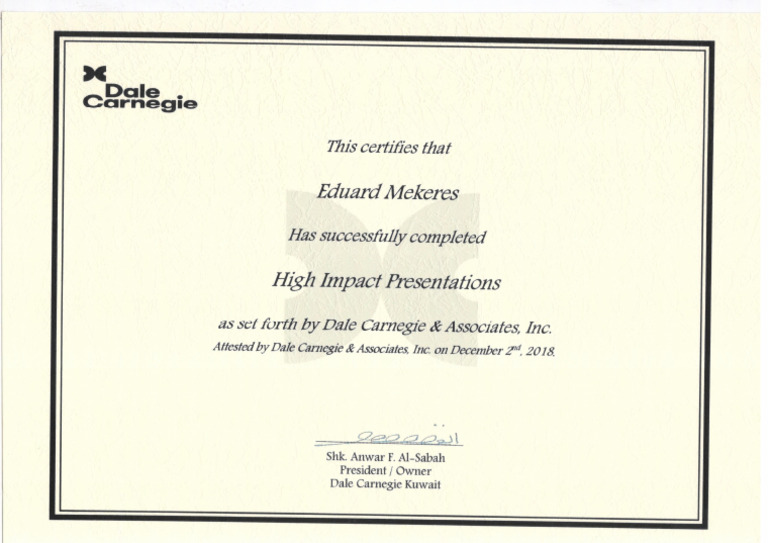 Dale
Carnegie
This certifies that
Eduard Mekeres
Has successfully completed
High Impact Presentations
as set forth by Dale Carnegie & Associates, Inc.
Attested by Dale Carnegie & Associates, Inc. on December 2nd, 2018.
Shk. Anwar F. Al-Sabah
President / Owner
Dale Carnegie Kuwait